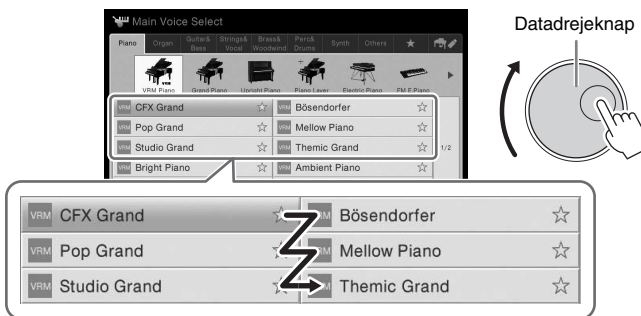 Main Voice Select
Datadrejeknap
Piano Organ Guitar& Bass Strings& Vocal Brass& Woodwind Perc& Drums Synth Others
VRM Piano Grand Piano Upright Piano Piano Layer Electric Piano FM E.Piano
VRM CFX Grand VRM Bösendorfer
VRM Pop Grand VRM Mellow Piano
VRM Studio Grand VRM Themic Grand 1/2
VRM Bright Piano VRM Ambient Piano
VRM CFX Grand VRM Bösendorfer
VRM Pop Grand VRM Mellow Piano
VRM Studio Grand VRM Themic Grand